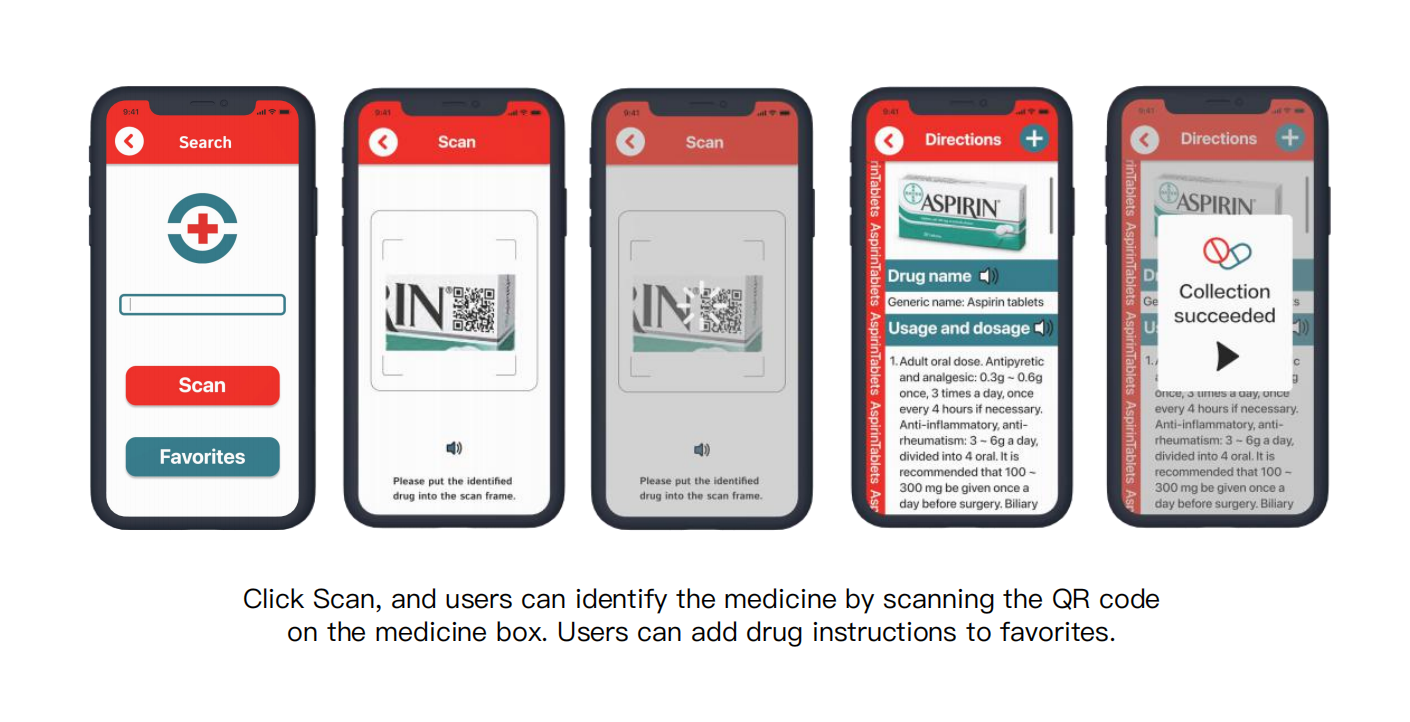 9:41
Search
Scan
Favorites
9:41
Scan
RIN®
Please put the identified
drug into the scan frame.
9:41
Scan
RIN
Please put the identified
drug into the scan frame.
9:41
Directions
rinTablets AspirinTablets AspirinTablets AspirinTablets Asp
BAYER
ASPIRIN
Drug name
Generic name: Aspirin tablets
Usage and dosage
1. Adult oral dose. Antipyretic
and analgesic: 0.3g ~ 0.6g
once, 3 times a day, once
every 4 hours if necessary.
Anti-inflammatory, anti-
rheumatism: 3 ~ 6g a day,
divided into 4 oral. It is
recommended that 100 ~
300 mg be given once a
day before surgery. Biliary
9:41
Directions
rinTablets AspirinTablets AspirinTablets AspirinTablets Asp
ASPIRIN
Collection
succeeded
1.
once, 3 times a day, once
every 4 hours if necessary.
Anti-inflammatory, anti-
rheumatism: 3 ~ 6g a day,
divided into 4 oral. It is
recommended that 100 ~
300 mg be given once a
day before surgery. Biliary
Click Scan, and users can identify the medicine by scanning the QR code
on the medicine box. Users can add drug instructions to favorites.